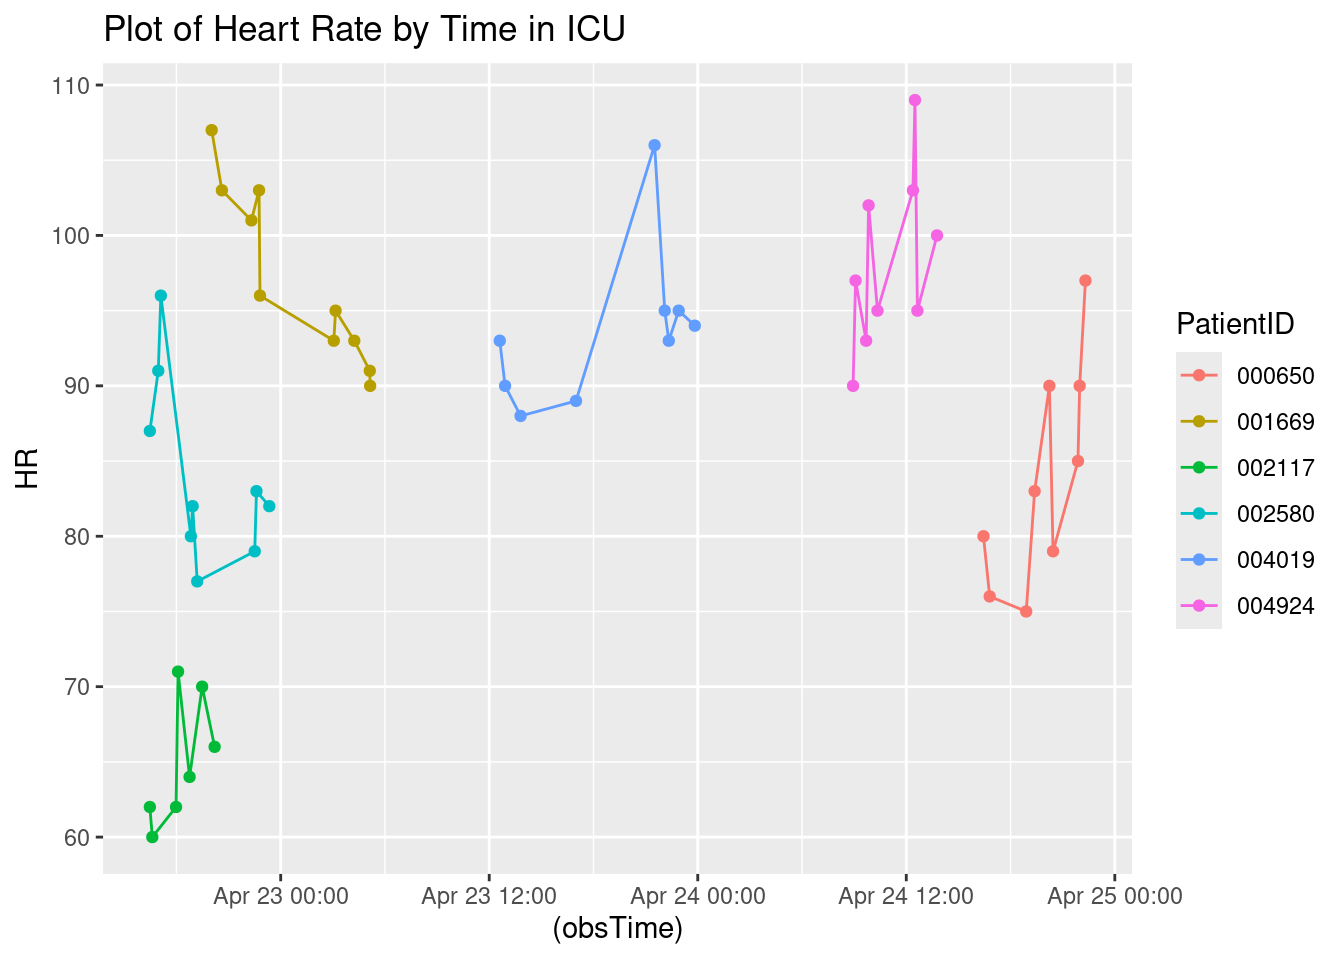 Plot of Heart Rate by Time in ICU
110
100
90
80
70
60
HR
Apr 23 00:00
Apr 23 12:00
Apr 24 00:00
Apr 24 12:00
Apr 25 00:00
(obsTime)
PatientID
000650
001669
002117
002580
004019
004924